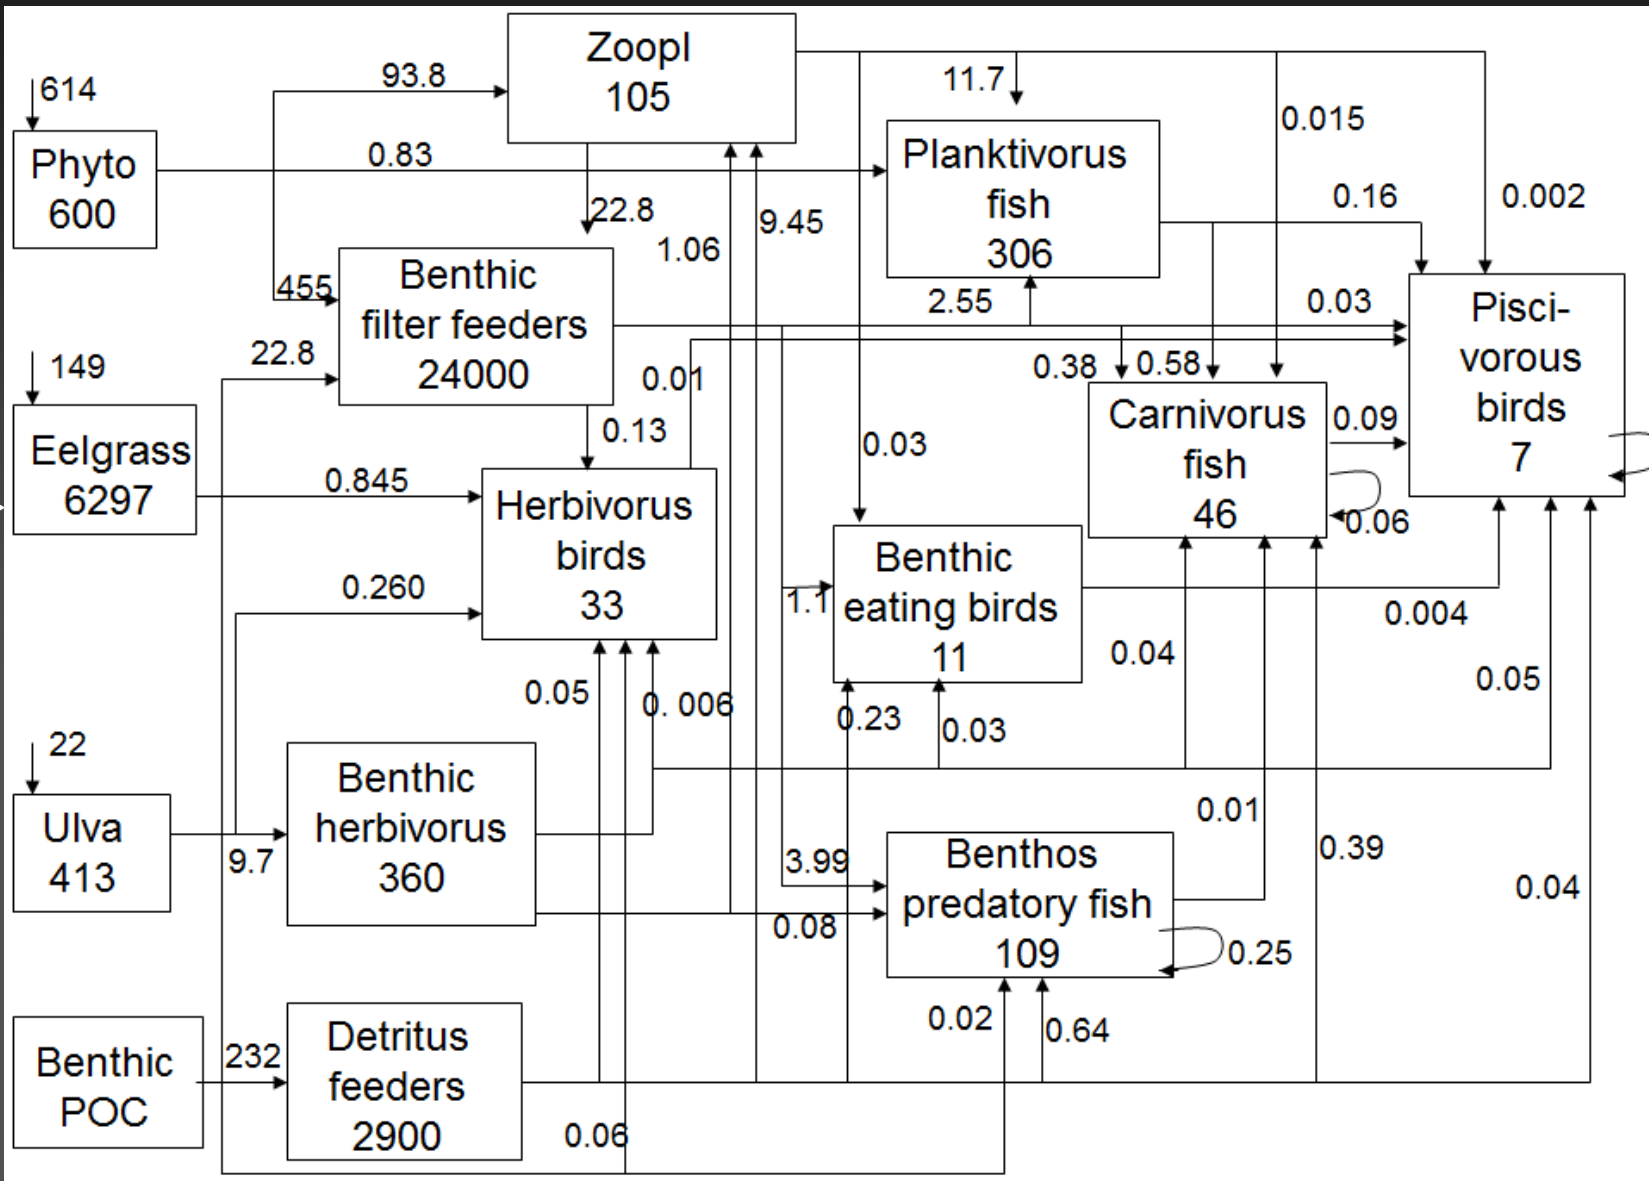 Zoopl
105
93.8
614
11.7
0.015
Phyto
600
0.83
Planktivorus
fish
306
0.16
0.002
22.8
1.06
9.45
455
Benthic
filter feeders
24000
2.55
0.03
Pisci-
vorous
birds
7
149
22.8
0.01
0.38
0.58
Eelgrass
6297
0.13
0.03
Carnivorus
fish
46
0.09
0.06
0.845
Herbivorus
birds
33
0.260
1.1
Benthic
eating birds
11
0.004
0.04
0.05
0.05
0. 006
0.23
0.03
22
Ulva
413
9.7
Benthic
herbivorus
360
0.01
0.39
0.04
3.99
0.08
Benthos
predatory fish
109
0.25
0.02
0.64
Benthic
POC
232
Detritus
feeders
2900
0.06